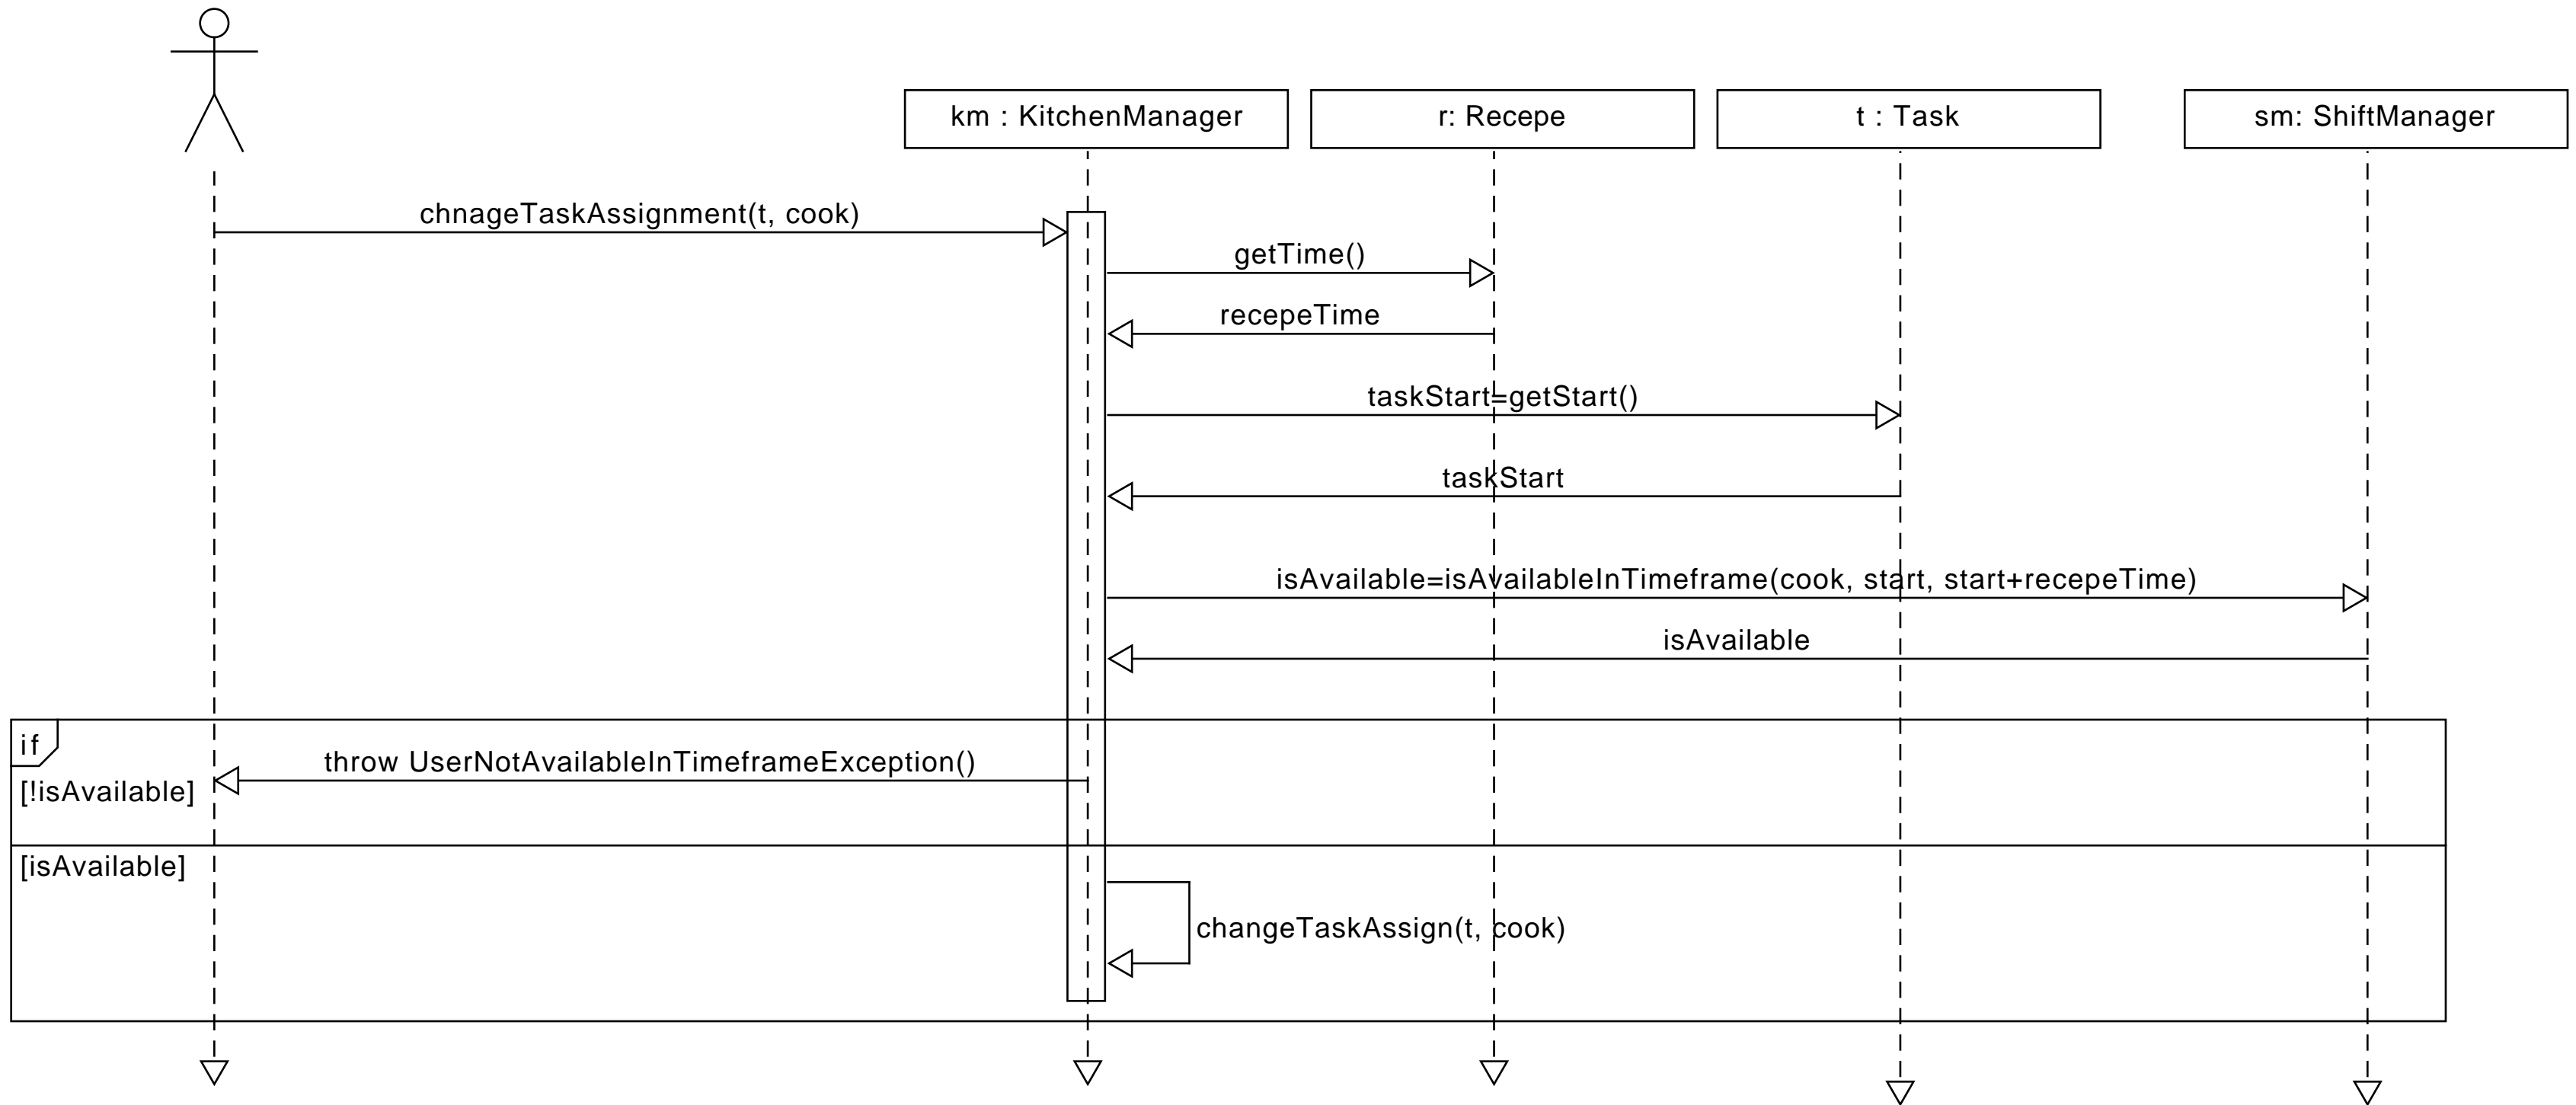 km : KitchenManager
r: Recepe
t : Task
sm: ShiftManager
chnageTaskAssignment(t, cook)
getTime()
recepeTime
taskStart=getStart()
taskStart
isAvailable=isAvailableInTimeframe(cook, start, start+recepeTime)
isAvailable
if
throw UserNotAvailableInTimeframeException()
[!isAvailable]
[isAvailable]
changeTaskAssign(t, cook)